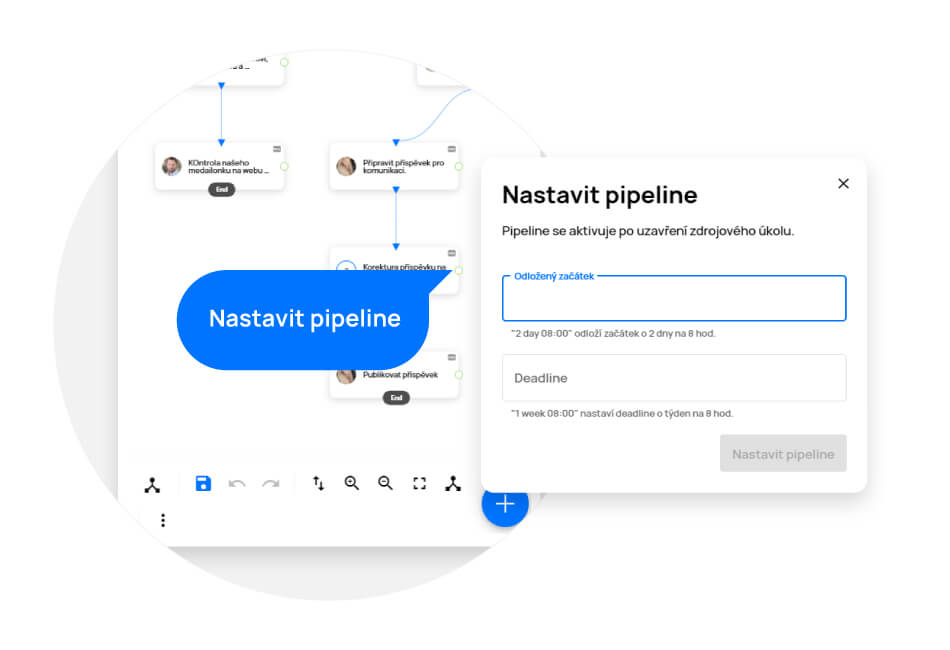 KOntrola našeho
medailonku na webu ...
End
Připravit příspěvek pro
komunikaci.
Korektura příspěvku na
Nastavit pipeline
Publikovat příspěvek
End
Nastavit pipeline
Pipeline se aktivuje po uzavření zdrojového úkolu.
Odložený začátek
"2 day 08:00" odloží začátek o 2 dny na 8 hod.
Deadline
"1 week 08:00" nastaví deadline o týden na 8 hod.
Nastavit pipeline